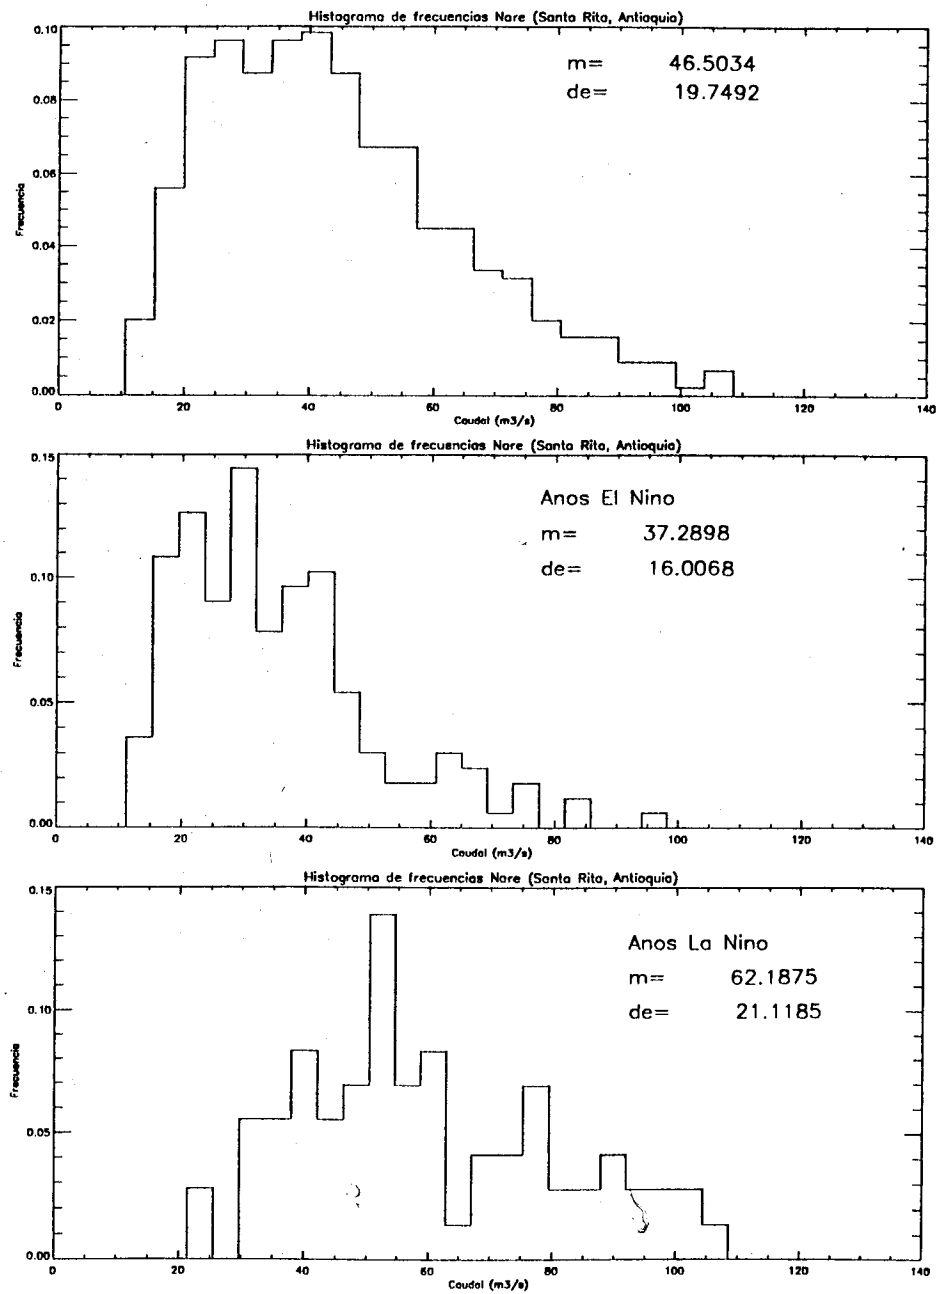 Histograma de frecuencias Nare (Santa Rita, Antioquia)
m= 46.5034
de= 19.7492
0.10
0.08
0.06
0.04
0.02
0.00
Frecuencia
0 20 40 60 80 100 120 140
Caudal (m3/s)
Histograma de frecuencias Nare (Santa Rita, Antioquia)
Anos El Nino
m= 37.2898
de= 16.0068
0.15
0.10
0.05
0.00
Frecuencia
0 20 40 60 80 100 120 140
Caudal (m3/s)
Histograma de frecuencias Nare (Santa Rita, Antioquia)
Anos La Nino
m= 62.1875
de= 21.1185
0.15
0.10
0.05
0.00
Frecuencia
0 20 40 60 80 100 120 140
Caudal (m3/s)